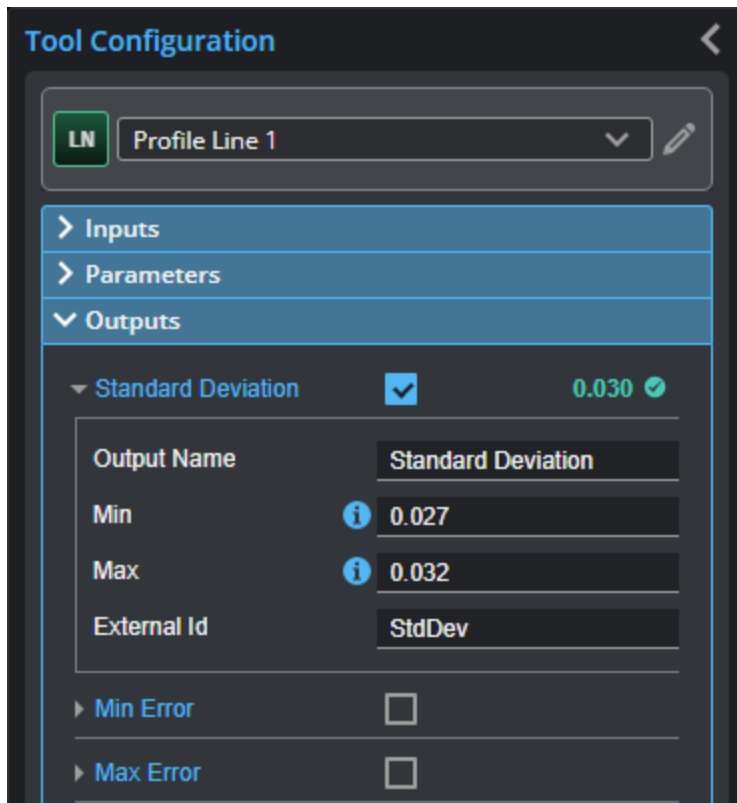 Tool Configuration
LN Profile Line 1
Inputs
Parameters
Outputs
Standard Deviation 0.030
Output Name Standard Deviation
Min 0.027
Max 0.032
External Id StdDev
Min Error
Max Error